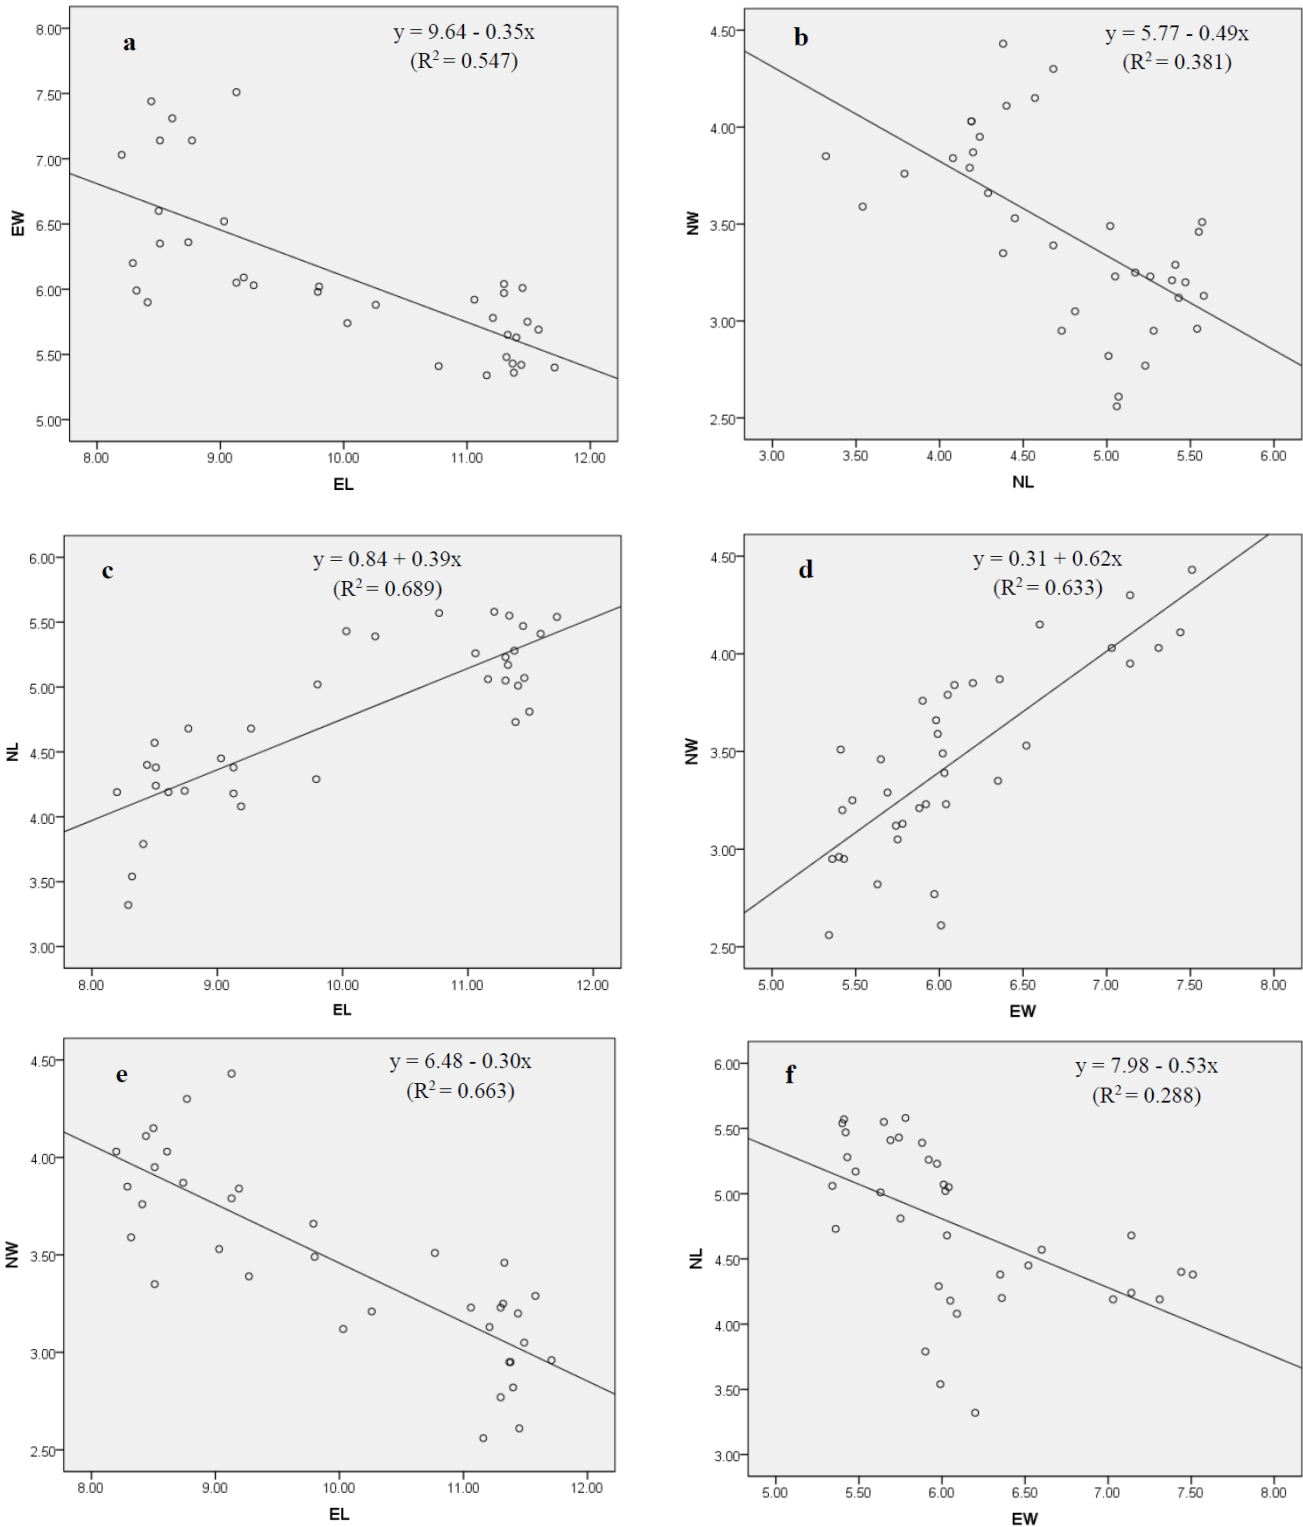 a
y = 9.64 - 0.35x
(R² = 0.547)
8.00
7.50
7.00
6.50
6.00
5.50
5.00
EW
8.00 9.00 10.00 11.00 12.00
EL
b
y = 5.77 - 0.49x
(R² = 0.381)
4.50
4.00
3.50
3.00
2.50
NW
3.00 3.50 4.00 4.50 5.00 5.50 6.00
NL
c
y = 0.84 + 0.39x
(R² = 0.689)
6.00
5.50
5.00
4.50
4.00
3.50
3.00
NL
8.00 9.00 10.00 11.00 12.00
EL
d
y = 0.31 + 0.62x
(R² = 0.633)
4.50
4.00
3.50
3.00
2.50
NW
5.00 5.50 6.00 6.50 7.00 7.50 8.00
EW
e
y = 6.48 - 0.30x
(R² = 0.663)
4.50
4.00
3.50
3.00
2.50
NW
8.00 9.00 10.00 11.00 12.00
EL
f
y = 7.98 - 0.53x
(R² = 0.288)
6.00
5.50
5.00
4.50
4.00
3.50
3.00
NL
5.00 5.50 6.00 6.50 7.00 7.50 8.00
EW